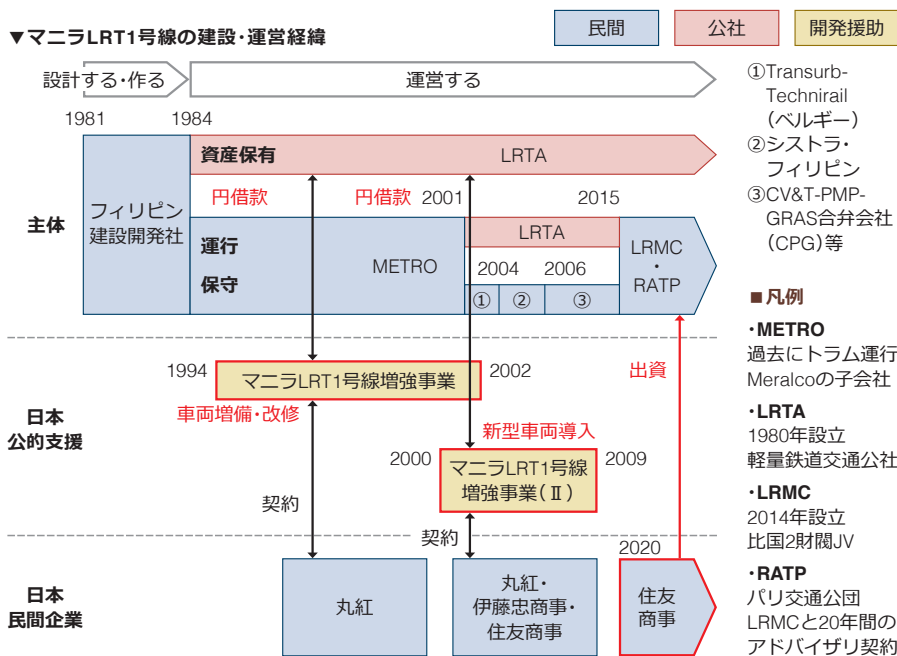 ▼マニラLRT1号線の建設・運営経緯
民間
公社
開発援助
設計する・作る
運営する
1981
1984
資産保有
LRTA
円借款
円借款
2001
2015
主体
フィリピン
建設開発社
運行
保守
METRO
LRTA
2004
2006
①
②
③
LRMC
・
RATP
①Transurb-
Technirail
（ベルギー）
②シストラ・
フィリピン
③CV&T-PMP-
GRAS合弁会社
（CPG）等
日本
公的支援
1994
マニラLRT1号線増強事業
2002
車両増備・改修
出資
新型車両導入
2000
マニラLRT1号線
増強事業（Ⅱ）
2009
契約
契約
2020
日本
民間企業
丸紅
丸紅・
伊藤忠商事・
住友商事
住友
商事
■凡例
・METRO
過去にトラム運行
Meralcoの子会社
・LRTA
1980年設立
軽量鉄道交通公社
・LRMC
2014年設立
比国2財閥JV
・RATP
パリ交通公団
LRMCと20年間の
アドバイザリ契約